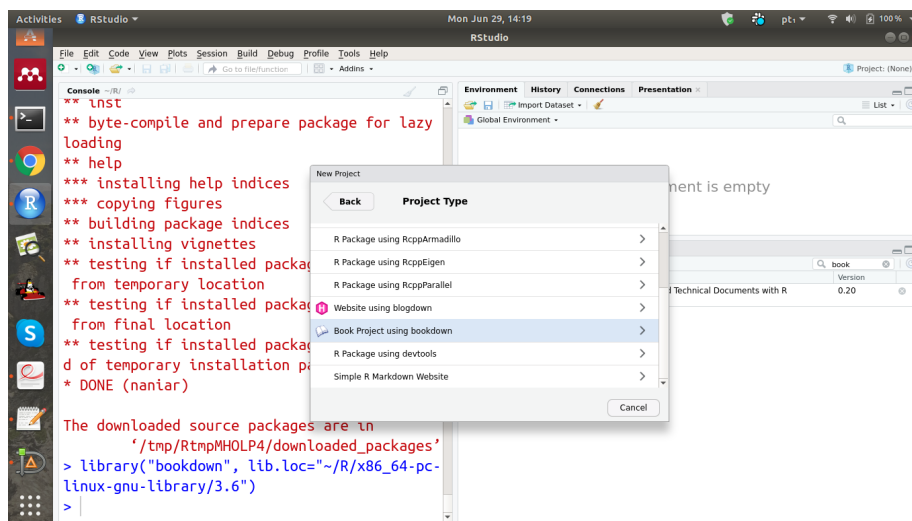 Activities RStudio Mon Jun 29, 14:19 pt₁ 100 %
RStudio
File Edit Code View Plots Session Build Debug Profile Tools Help
Go to file/function Addins Project: (None)
Console ~/R/
** inst
** byte-compile and prepare package for lazy
loading
** help
*** installing help indices
*** copying figures
** building package indices
** installing vignettes
** testing if installed packag
from temporary location
** testing if installed packag
from final location
** testing if installed packag
d of temporary installation pa
* DONE (naniar)
The downloaded source packages are in
‘/tmp/RtmpMHOLP4/downloaded_packages’
> library("bookdown", lib.loc="~/R/x86_64-pc-
linux-gnu-library/3.6")
>
Environment History Connections Presentation
Import Dataset List
Global Environment
ment is empty
book
Version
d Technical Documents with R 0.20
New Project
Back Project Type
R Package using RcppArmadillo
R Package using RcppEigen
R Package using RcppParallel
Website using blogdown
Book Project using bookdown
R Package using devtools
Simple R Markdown Website
Cancel